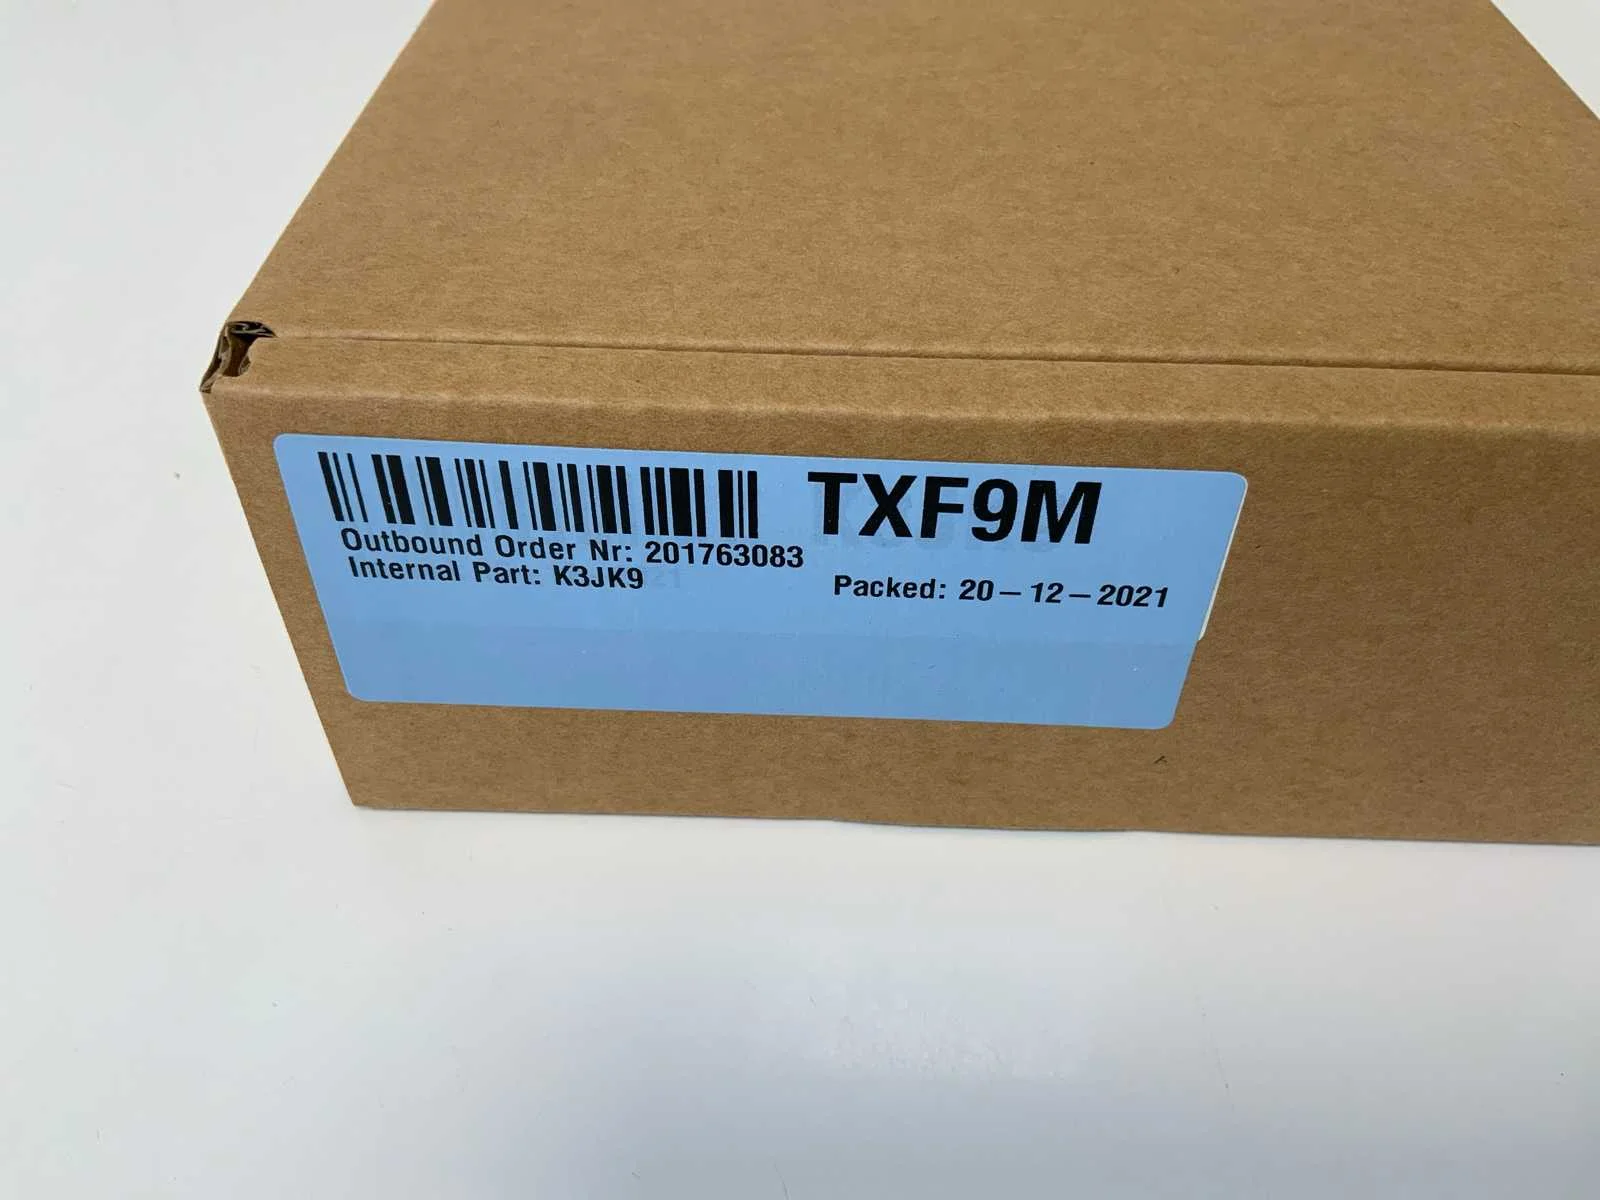 TXF9M
Outbound Order Nr: 201763083
Internal Part: K3JK9
Packed: 20-12-2021